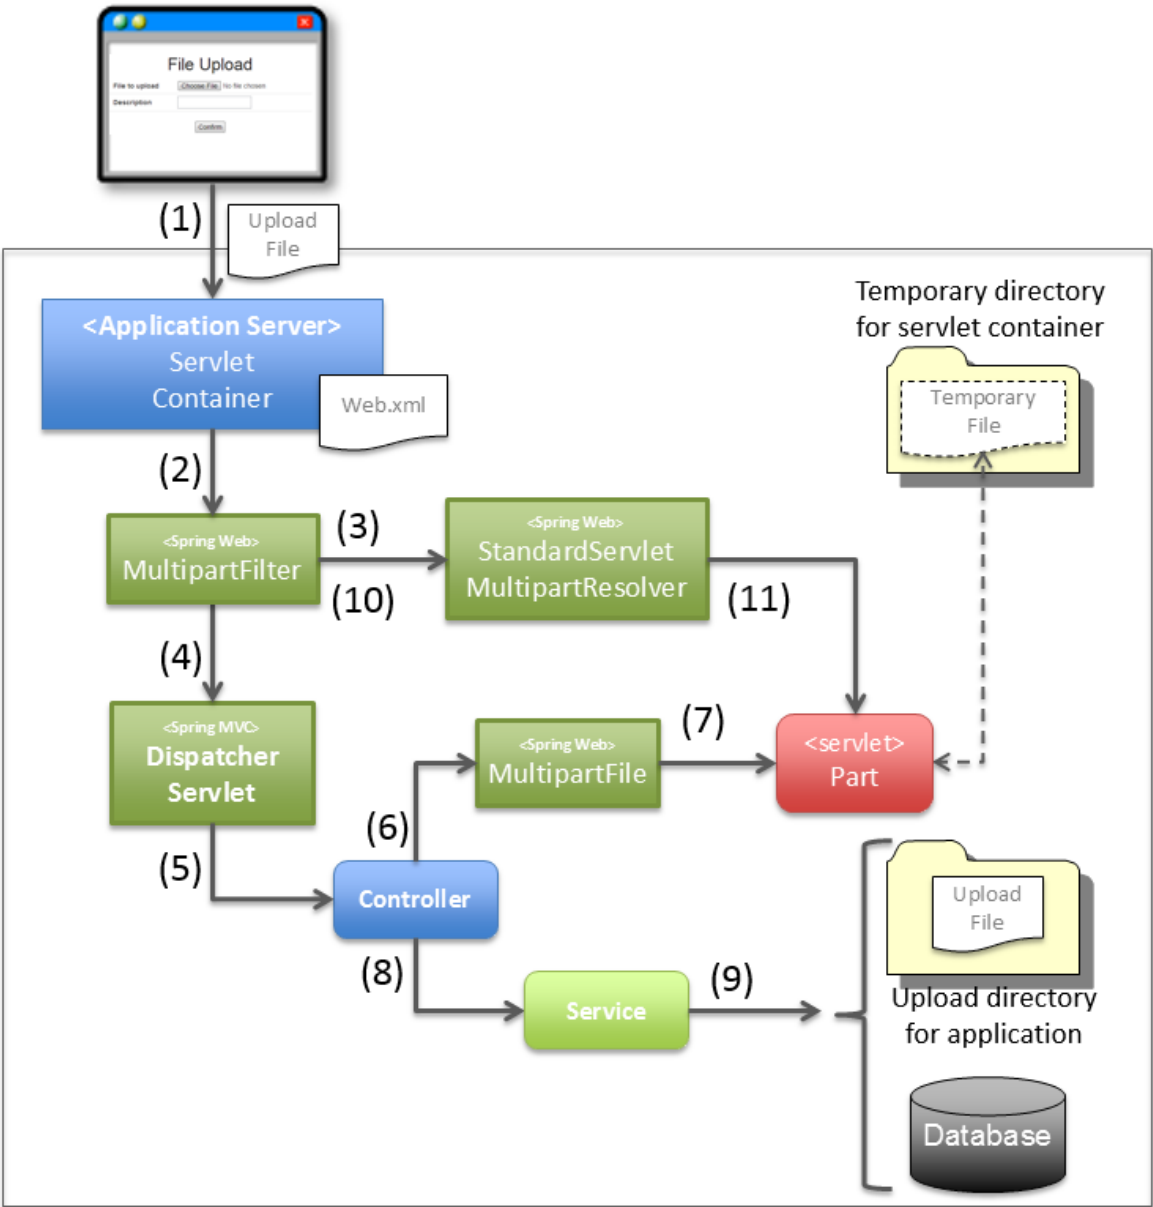 File Upload
File to upload
Choose File No file chosen
Description
Confirm
(1)
Upload
File
<Application Server>
Servlet
Container
Web.xml
Temporary directory
for servlet container
Temporary
File
(2)
<Spring Web>
MultipartFilter
(3)
(10)
<Spring Web>
StandardServlet
MultipartResolver
(11)
(4)
<Spring MVC>
Dispatcher
Servlet
<Spring Web>
MultipartFile
(7)
<servlet>
Part
(5)
(6)
Controller
(8)
Service
(9)
Upload
File
Upload directory
for application
Database